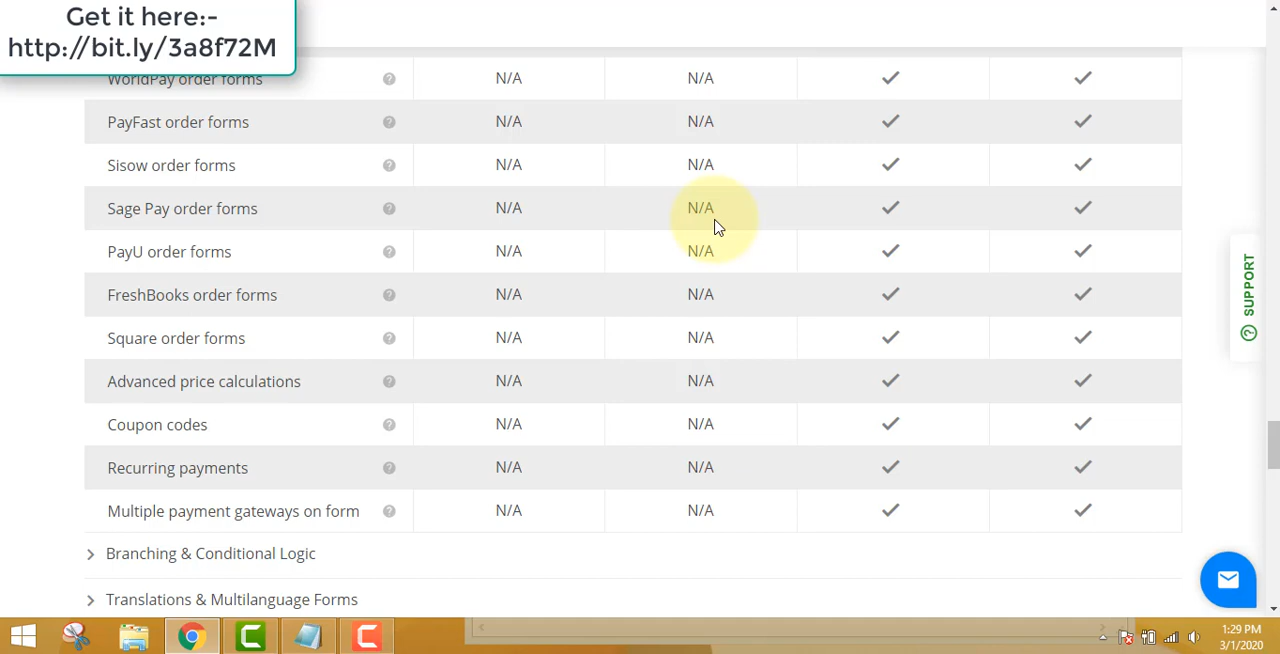 Get it here:-
http://bit.ly/3a8f72M
WorldPay order forms N/A N/A
PayFast order forms N/A N/A
Sisow order forms N/A N/A
Sage Pay order forms N/A N/A
PayU order forms N/A N/A
FreshBooks order forms N/A N/A
Square order forms N/A N/A
Advanced price calculations N/A N/A
Coupon codes N/A N/A
Recurring payments N/A N/A
Multiple payment gateways on form N/A N/A
Branching & Conditional Logic
Translations & Multilanguage Forms
SUPPORT
1:29 PM
3/1/2020